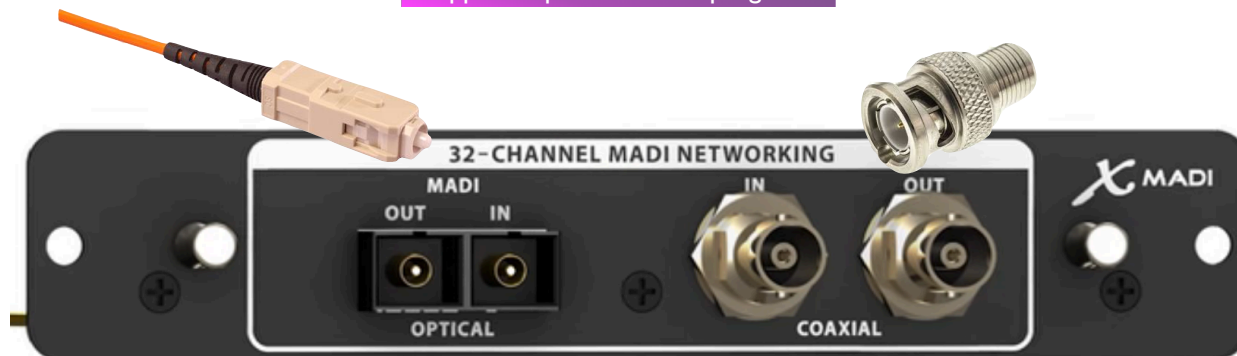 32-CHANNEL MADI NETWORKING
MADI
OUT IN
OPTICAL
IN OUT
COAXIAL
X MADI